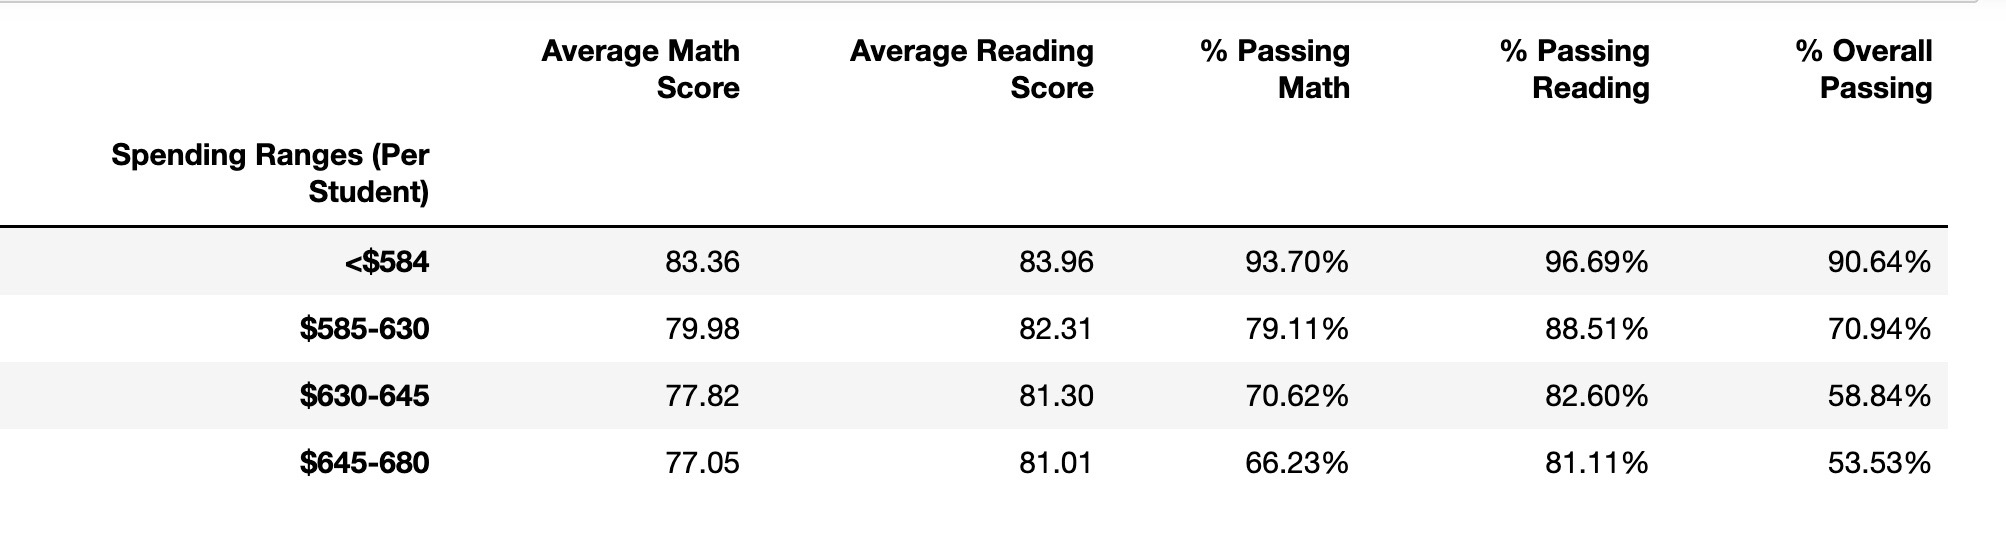 Average Math Score Average Reading Score % Passing Math % Passing Reading % Overall Passing
Spending Ranges (Per Student)
<$584 83.36 83.96 93.70% 96.69% 90.64%
$585-630 79.98 82.31 79.11% 88.51% 70.94%
$630-645 77.82 81.30 70.62% 82.60% 58.84%
$645-680 77.05 81.01 66.23% 81.11% 53.53%